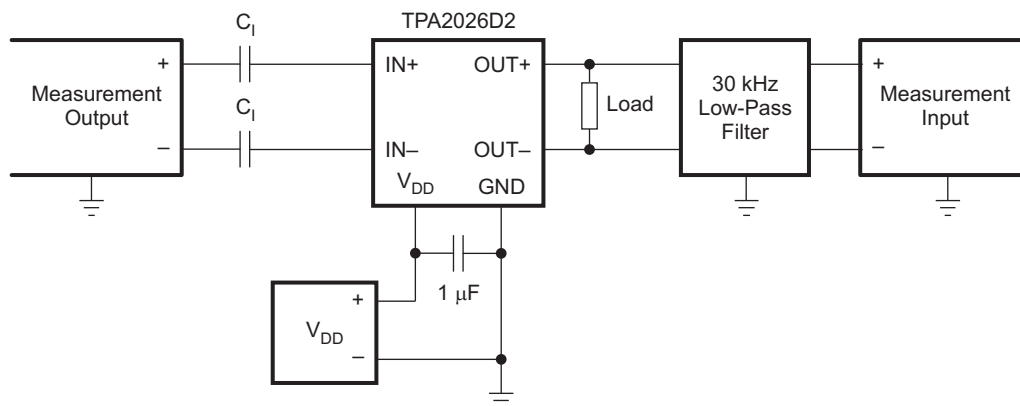 TPA2026D2
C_I
+
IN+
OUT+
+
Measurement
Output
C_I
Load
30 kHz
Low-Pass
Filter
Measurement
Input
–
IN–
OUT–
–
V_DD
GND
1 μF
+
V_DD
–